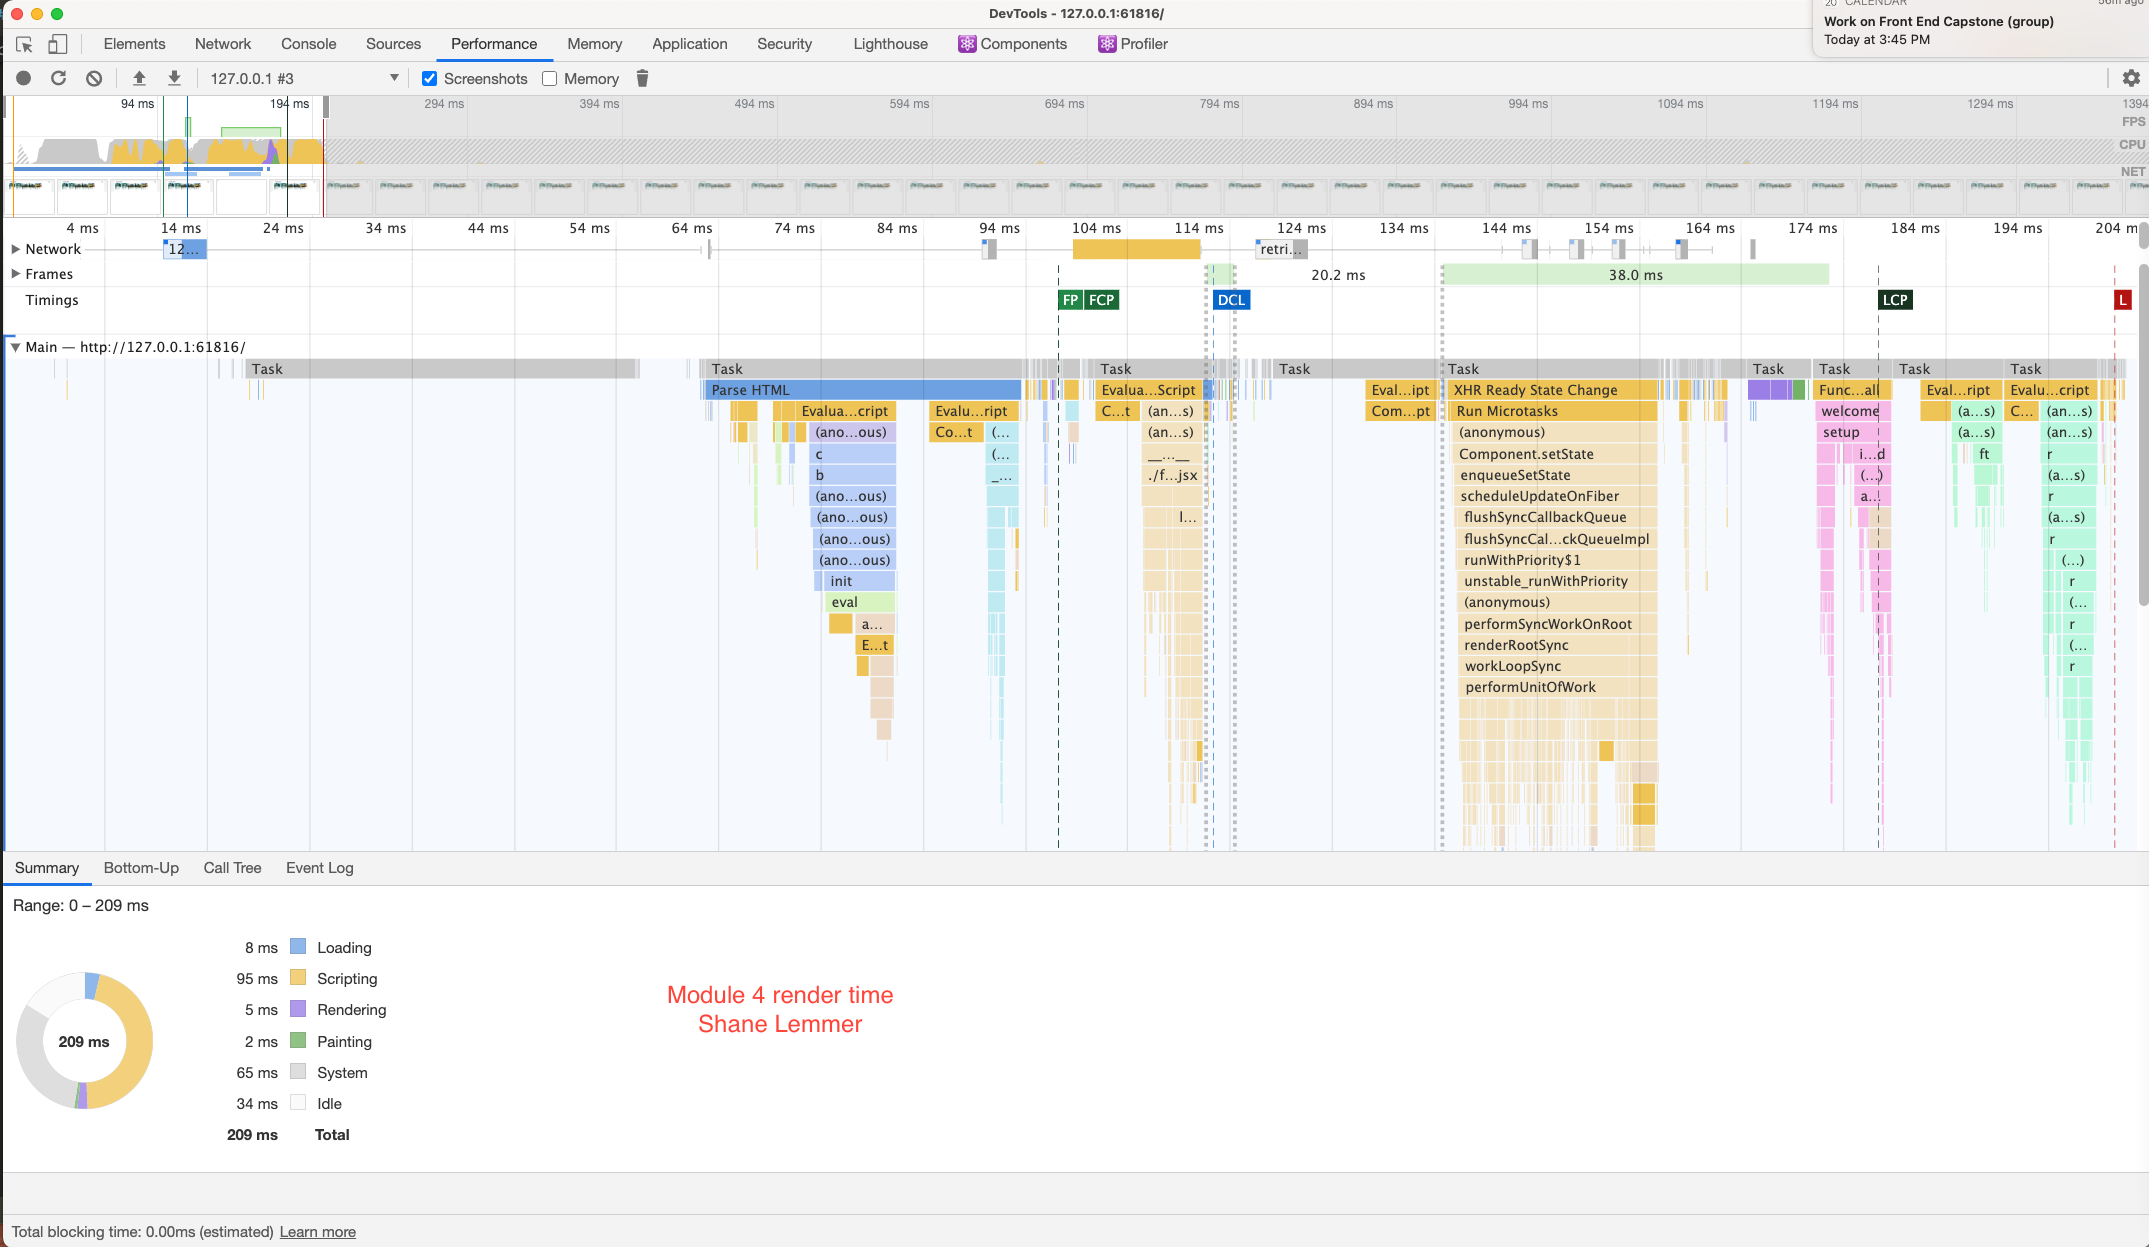 DevTools - 127.0.0.1:61816/
CALENDAR
Work on Front End Capstone (group)
Today at 3:45 PM
Elements Network Console Sources Performance Memory Application Security Lighthouse Components Profiler
127.0.0.1 #3 Screenshots Memory
94 ms 194 ms 294 ms 394 ms 494 ms 594 ms 694 ms 794 ms 894 ms 994 ms 1094 ms 1194 ms 1294 ms 1394
FPS
CPU
NET
4 ms 14 ms 24 ms 34 ms 44 ms 54 ms 64 ms 74 ms 84 ms 94 ms 104 ms 114 ms 124 ms 134 ms 144 ms 154 ms 164 ms 174 ms 184 ms 194 ms 204 m
Network 12... retri...
Frames 20.2 ms 38.0 ms
Timings FP FCP DCL LCP L
Main — http://127.0.0.1:61816/
Task Task Task Task Task Task Task Task Task
Parse HTML Evalua...Script Eval...ipt XHR Ready State Change Func...all Eval...ript Evalu...cript
Evalua...cript Evalu...ript C...t (an...s) Com...pt Run Microtasks welcome (a...s) C... (an...s)
(ano...ous) Co...t (... (an...s) (anonymous) setup (a...s) (an...s)
c (... __...__ Component.setState i...d ft r
b _... ./f...jsx enqueueSetState (...) (a...s)
(ano...ous) scheduleUpdateOnFiber a... r
(ano...ous) l... flushSyncCallbackQueue (a...s)
(ano...ous) flushSyncCal...ckQueueImpl r
(ano...ous) runWithPriority$1 (...)
init unstable_runWithPriority r
eval (anonymous) (...
a... performSyncWorkOnRoot r
E...t renderRootSync (...
workLoopSync r
performUnitOfWork
Summary Bottom-Up Call Tree Event Log
Range: 0 – 209 ms
8 ms Loading
95 ms Scripting
5 ms Rendering
209 ms
2 ms Painting
65 ms System
34 ms Idle
209 ms Total
Module 4 render time
Shane Lemmer
Total blocking time: 0.00ms (estimated) Learn more